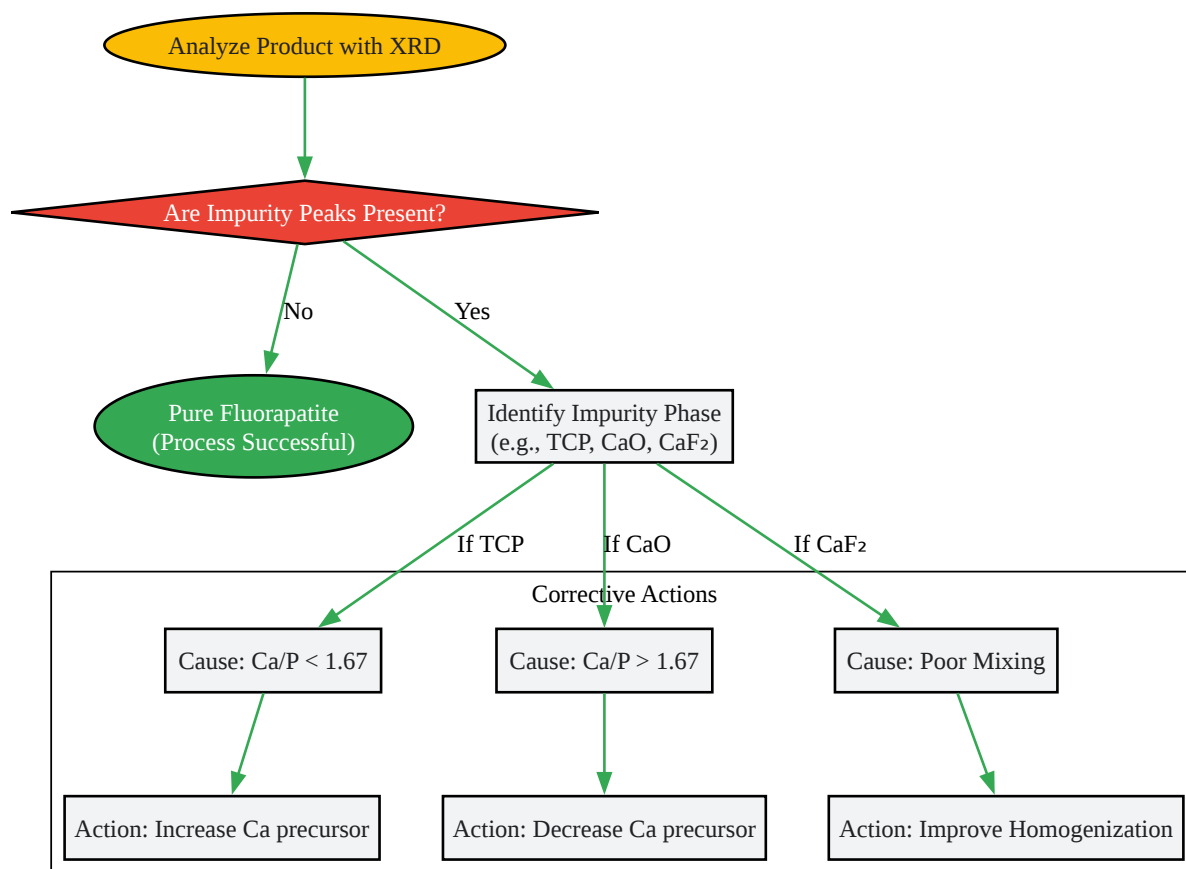 Analyze Product with XRD
Are Impurity Peaks Present?
No
Yes
Pure Fluorapatite
(Process Successful)
Identify Impurity Phase
(e.g., TCP, CaO, CaF₂)
If TCP
If CaO
If CaF₂
Corrective Actions
Cause: Ca/P < 1.67
Cause: Ca/P > 1.67
Cause: Poor Mixing
Action: Increase Ca precursor
Action: Decrease Ca precursor
Action: Improve Homogenization